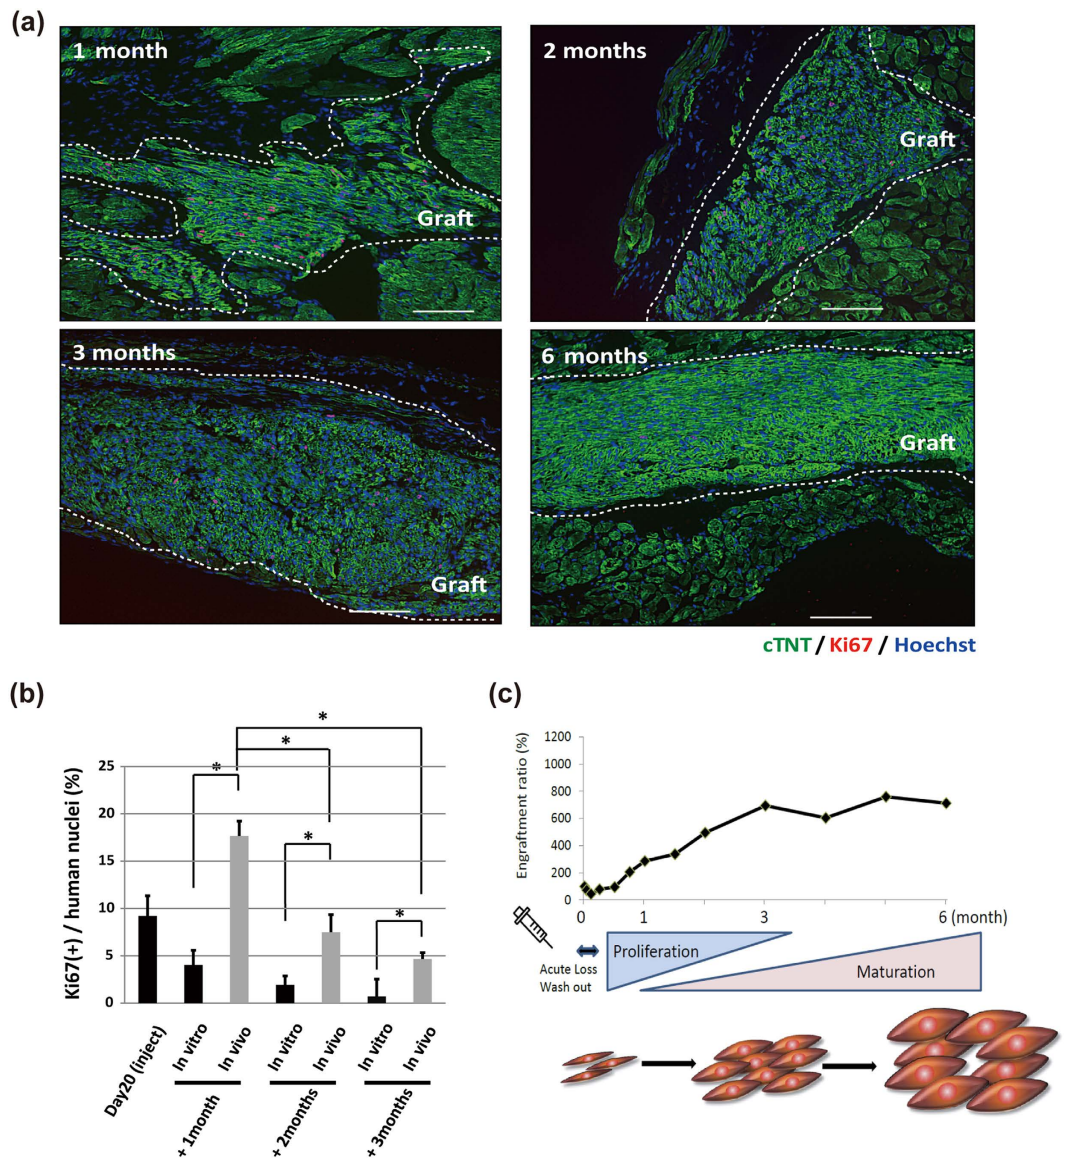 (a)
1 month
Graft
2 months
Graft
3 months
Graft
6 months
Graft
cTNT / Ki67 / Hoechst
(b)
Ki67(+) / human nuclei (%)
25
20
15
10
5
0
*
*
*
*
*
Day20 (inject)
In vitro
In vivo
In vitro
In vivo
In vitro
In vivo
+ 1month
+ 2months
+ 3months
(c)
Engraftment ratio (%)
1200
1000
800
600
400
200
0
0
1
3
6 (month)
Acute Loss
Wash out
Proliferation
Maturation